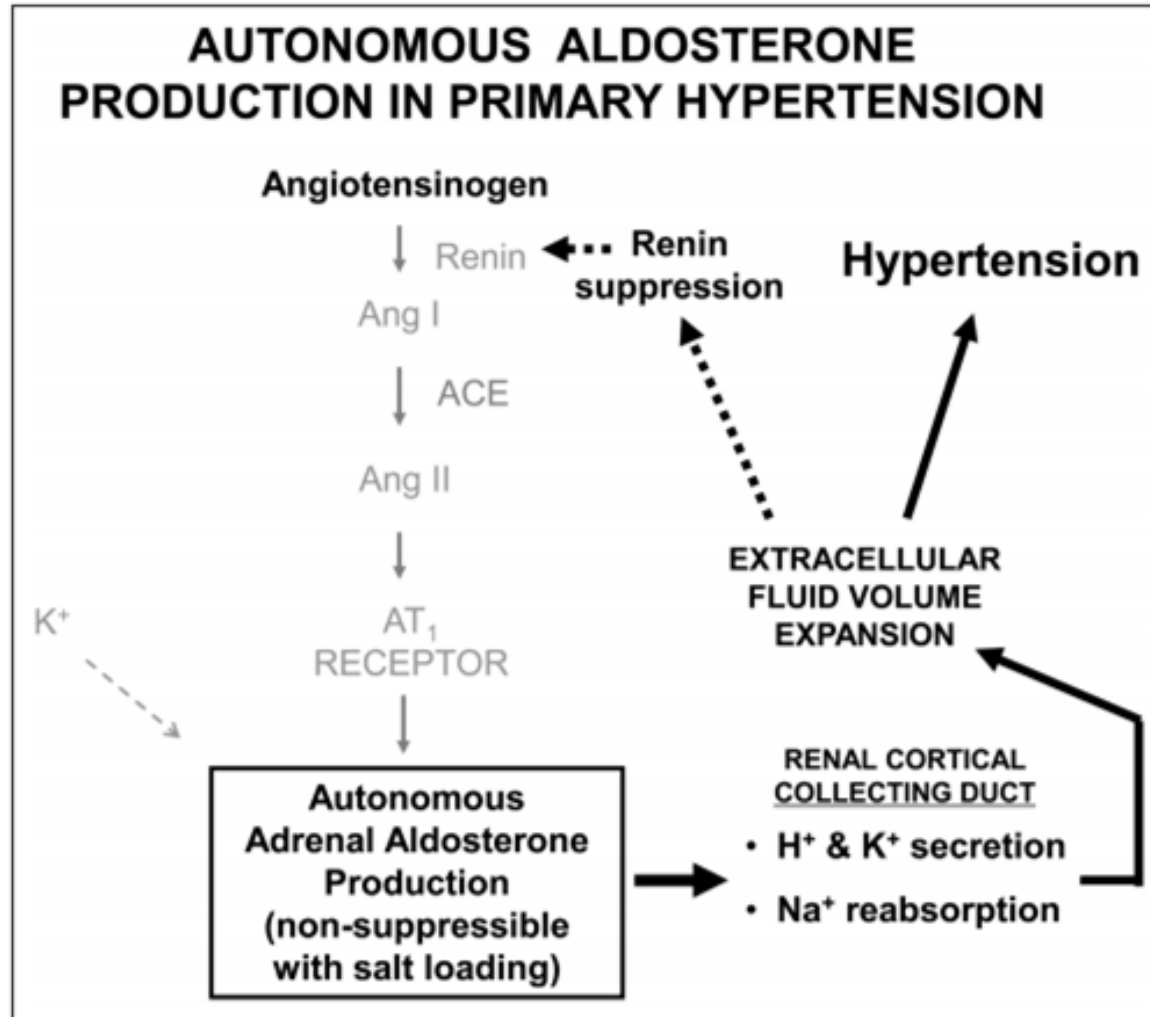 AUTONOMOUS ALDOSTERONE
PRODUCTION IN PRIMARY HYPERTENSION
Angiotensinogen
Renin
Renin
suppression
Hypertension
Ang I
ACE
Ang II
EXTRACELLULAR
FLUID VOLUME
EXPANSION
K⁺
AT₁
RECEPTOR
Autonomous
Adrenal Aldosterone
Production
(non-suppressible
with salt loading)
RENAL CORTICAL
COLLECTING DUCT
• H⁺ & K⁺ secretion
• Na⁺ reabsorption